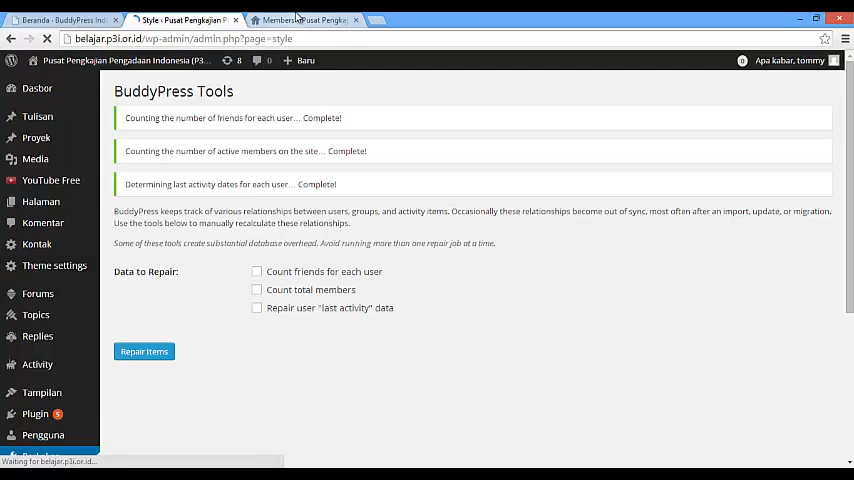 Beranda - BuddyPress Ind
Style ‹ Pusat Pengkajian P
Members Pusat Pengkaj
belajar.p3i.or.id/wp-admin/admin.php?page=style
Pusat Pengkajian Pengadaan Indonesia (P3...
8
0
Baru
0
Apa kabar, tommy
Dasbor
Tulisan
Proyek
Media
YouTube Free
Halaman
Komentar
Kontak
Theme settings
Forums
Topics
Replies
Activity
Tampilan
Plugin 5
Pengguna
BuddyPress Tools
Counting the number of friends for each user... Complete!
Counting the number of active members on the site... Complete!
Determining last activity dates for each user... Complete!
BuddyPress keeps track of various relationships between users, groups, and activity items. Occasionally these relationships become out of sync, most often after an import, update, or migration.
Use the tools below to manually recalculate these relationships.
Some of these tools create substantial database overhead. Avoid running more than one repair job at a time.
Data to Repair:
Count friends for each user
Count total members
Repair user "last activity" data
Repair Items
Waiting for belajar.p3i.or.id...